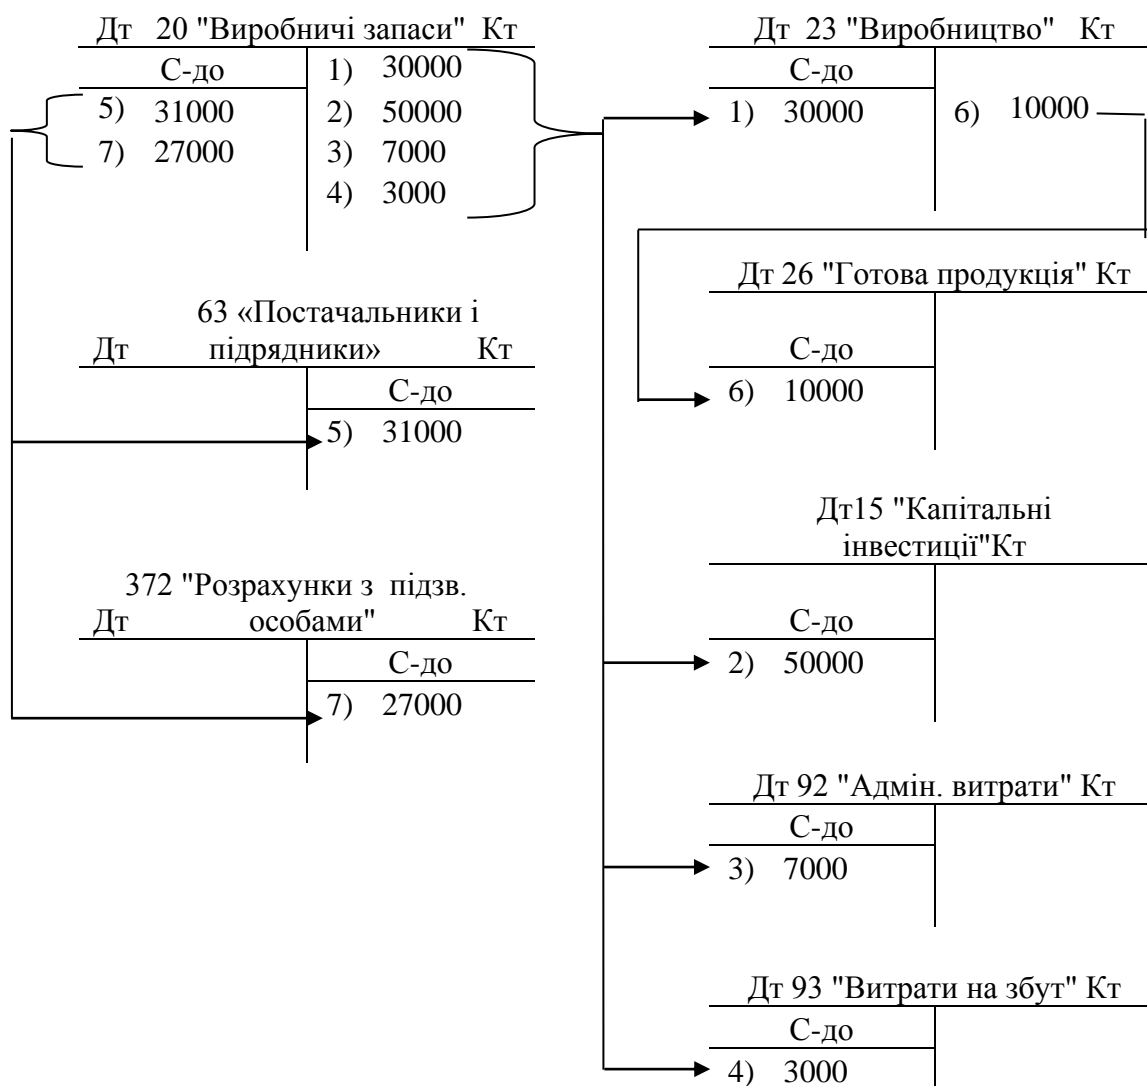 Дт 20 "Виробничі запаси" Кт
С-до
1) 30000
5) 31000
2) 50000
7) 27000
3) 7000
4) 3000
63 «Постачальники і
Дт підрядники» Кт
С-до
5) 31000
372 "Розрахунки з підзв.
Дт особами" Кт
С-до
7) 27000
Дт 23 "Виробництво" Кт
С-до
1) 30000
6) 10000
Дт 26 "Готова продукція" Кт
С-до
6) 10000
Дт15 "Капітальні
інвестиції"Кт
С-до
2) 50000
Дт 92 "Адмін. витрати" Кт
С-до
3) 7000
Дт 93 "Витрати на збут" Кт
С-до
4) 3000